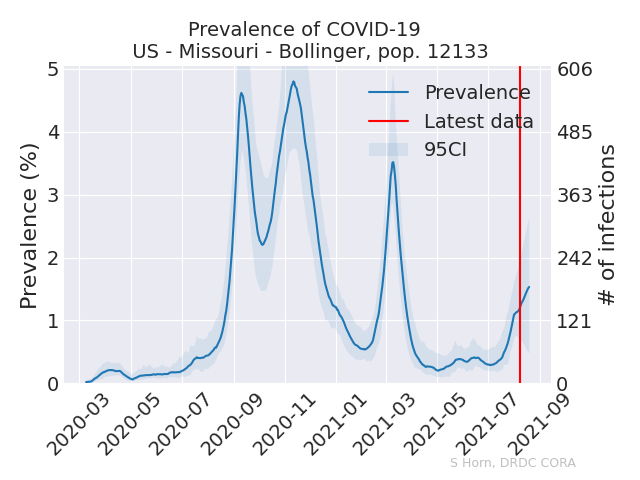 Prevalence of COVID-19
US - Missouri - Bollinger, pop. 12133
5
4
3
2
1
0
Prevalence (%)
606
485
363
242
121
0
# of infections
Prevalence
Latest data
95CI
2020-03
2020-05
2020-07
2020-09
2020-11
2021-01
2021-03
2021-05
2021-07
2021-09
S Horn, DRDC CORA